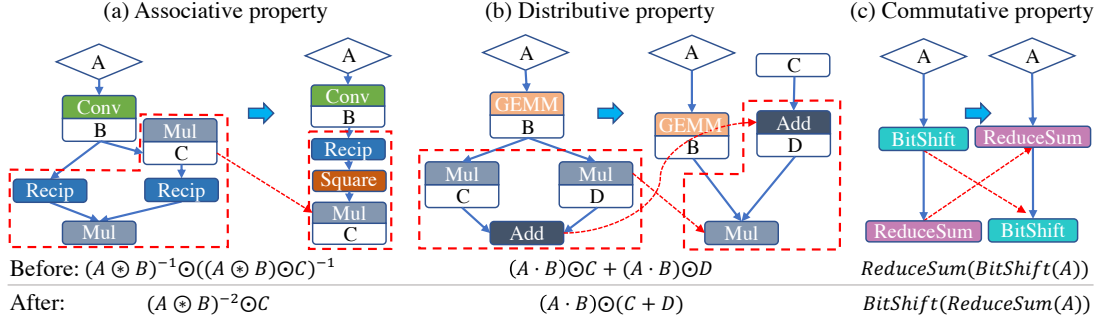 (a) Associative property
(b) Distributive property
(c) Commutative property
A
Conv
B
Mul
C
Recip
Recip
Mul
A
Conv
B
Recip
Square
Mul
C
A
GEMM
B
Mul
C
Mul
D
Add
A
GEMM
B
C
Add
D
Mul
A
BitShift
ReduceSum
A
ReduceSum
BitShift
Before: (A ⊛ B)⁻¹⊙((A ⊛ B)⊙C)⁻¹
(A · B)⊙C + (A · B)⊙D
ReduceSum(BitShift(A))
After: (A ⊛ B)⁻²⊙C
(A · B)⊙(C + D)
BitShift(ReduceSum(A))